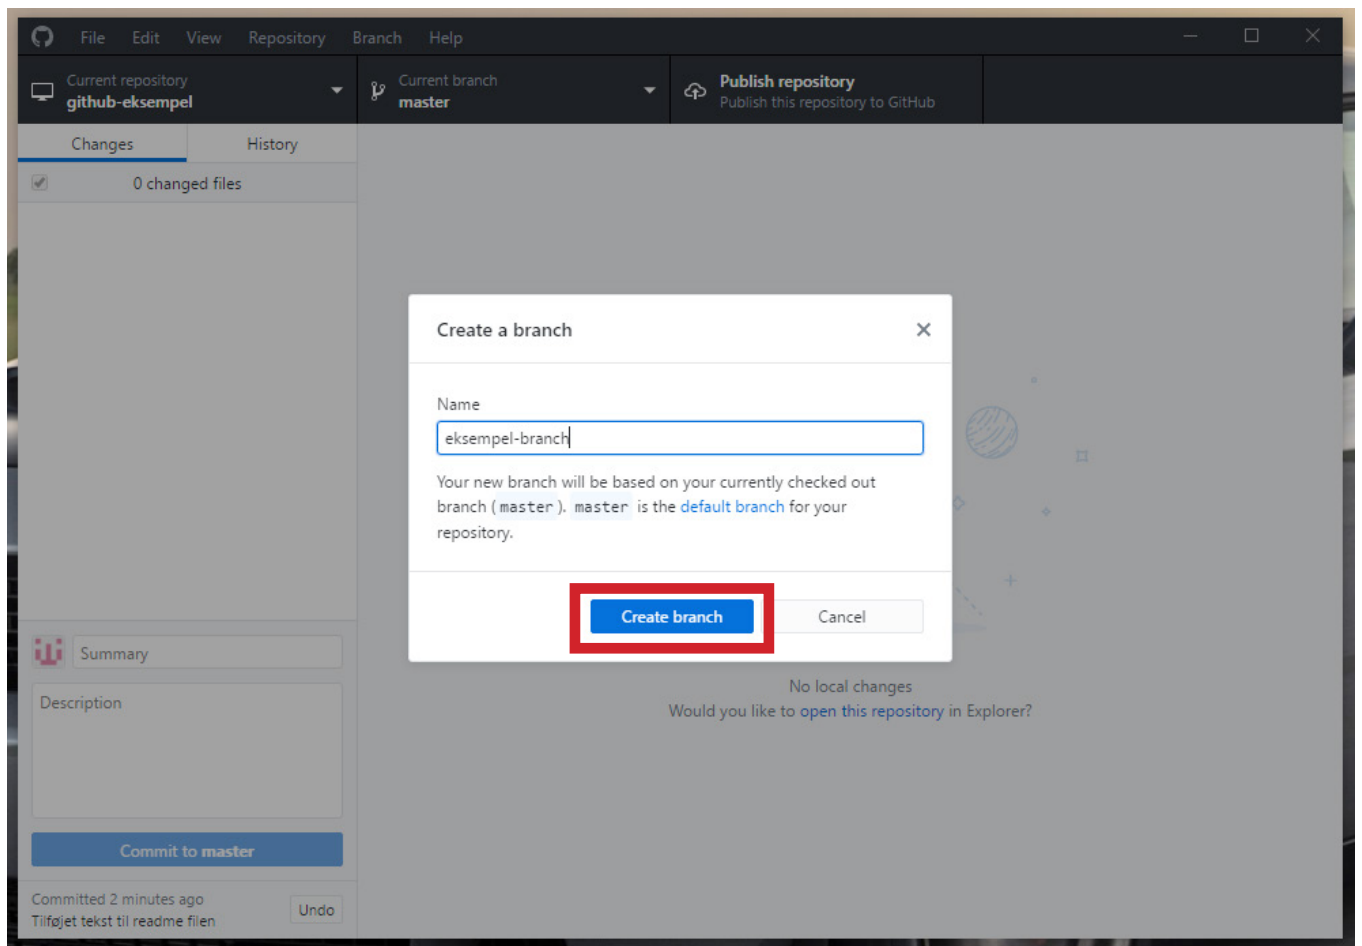 File Edit View Repository Branch Help
Current repository
github-eksempel
Current branch
master
Publish repository
Publish this repository to GitHub
Changes
History
0 changed files
Create a branch
Name
eksempel-branch
Your new branch will be based on your currently checked out
branch (master). master is the default branch for your
repository.
Create branch
Cancel
No local changes
Would you like to open this repository in Explorer?
Summary
Description
Commit to master
Committed 2 minutes ago
Tilføjet tekst til readme filen
Undo